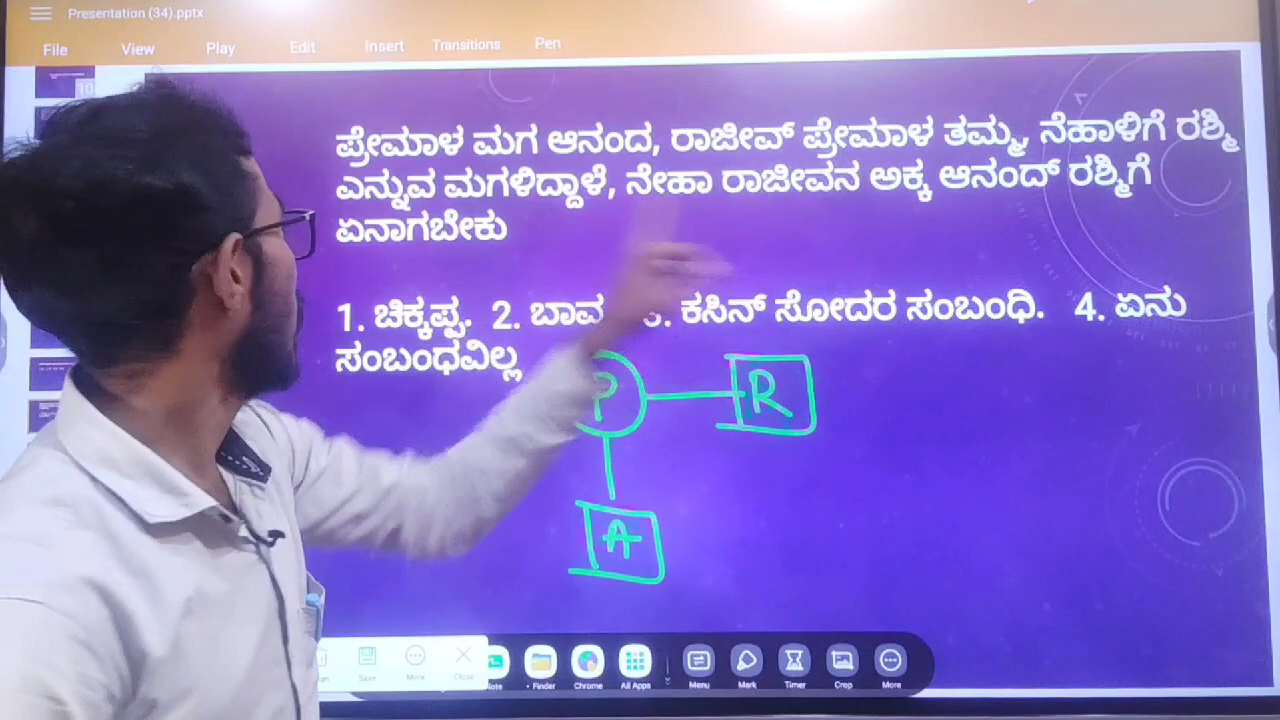 Presentation (34).pptx
File View Play Edit Insert Transitions Pen
10
ಪ್ರೇಮಾಳ ಮಗ ಆನಂದ, ರಾಜೀವ್ ಪ್ರೇಮಾಳ ತಮ್ಮ, ನೆಹಾಳಿಗೆ ರಶ್ಮಿ
ಎನ್ನುವ ಮಗಳಿದ್ದಾಳೆ, ನೇಹಾ ರಾಜೀವನ ಅಕ್ಕ ಆನಂದ್ ರಶ್ಮಿಗೆ
ಏನಾಗಬೇಕು
1. ಚಿಕ್ಕಪ್ಪ. 2. ಬಾವ 3. ಕಸಿನ್ ಸೋದರ ಸಂಬಂಧಿ. 4. ಏನು
ಸಂಬಂಧವಿಲ್ಲ
P R
A
Save More Close Note Finder Chrome All Apps Menu Mark Timer Crop More